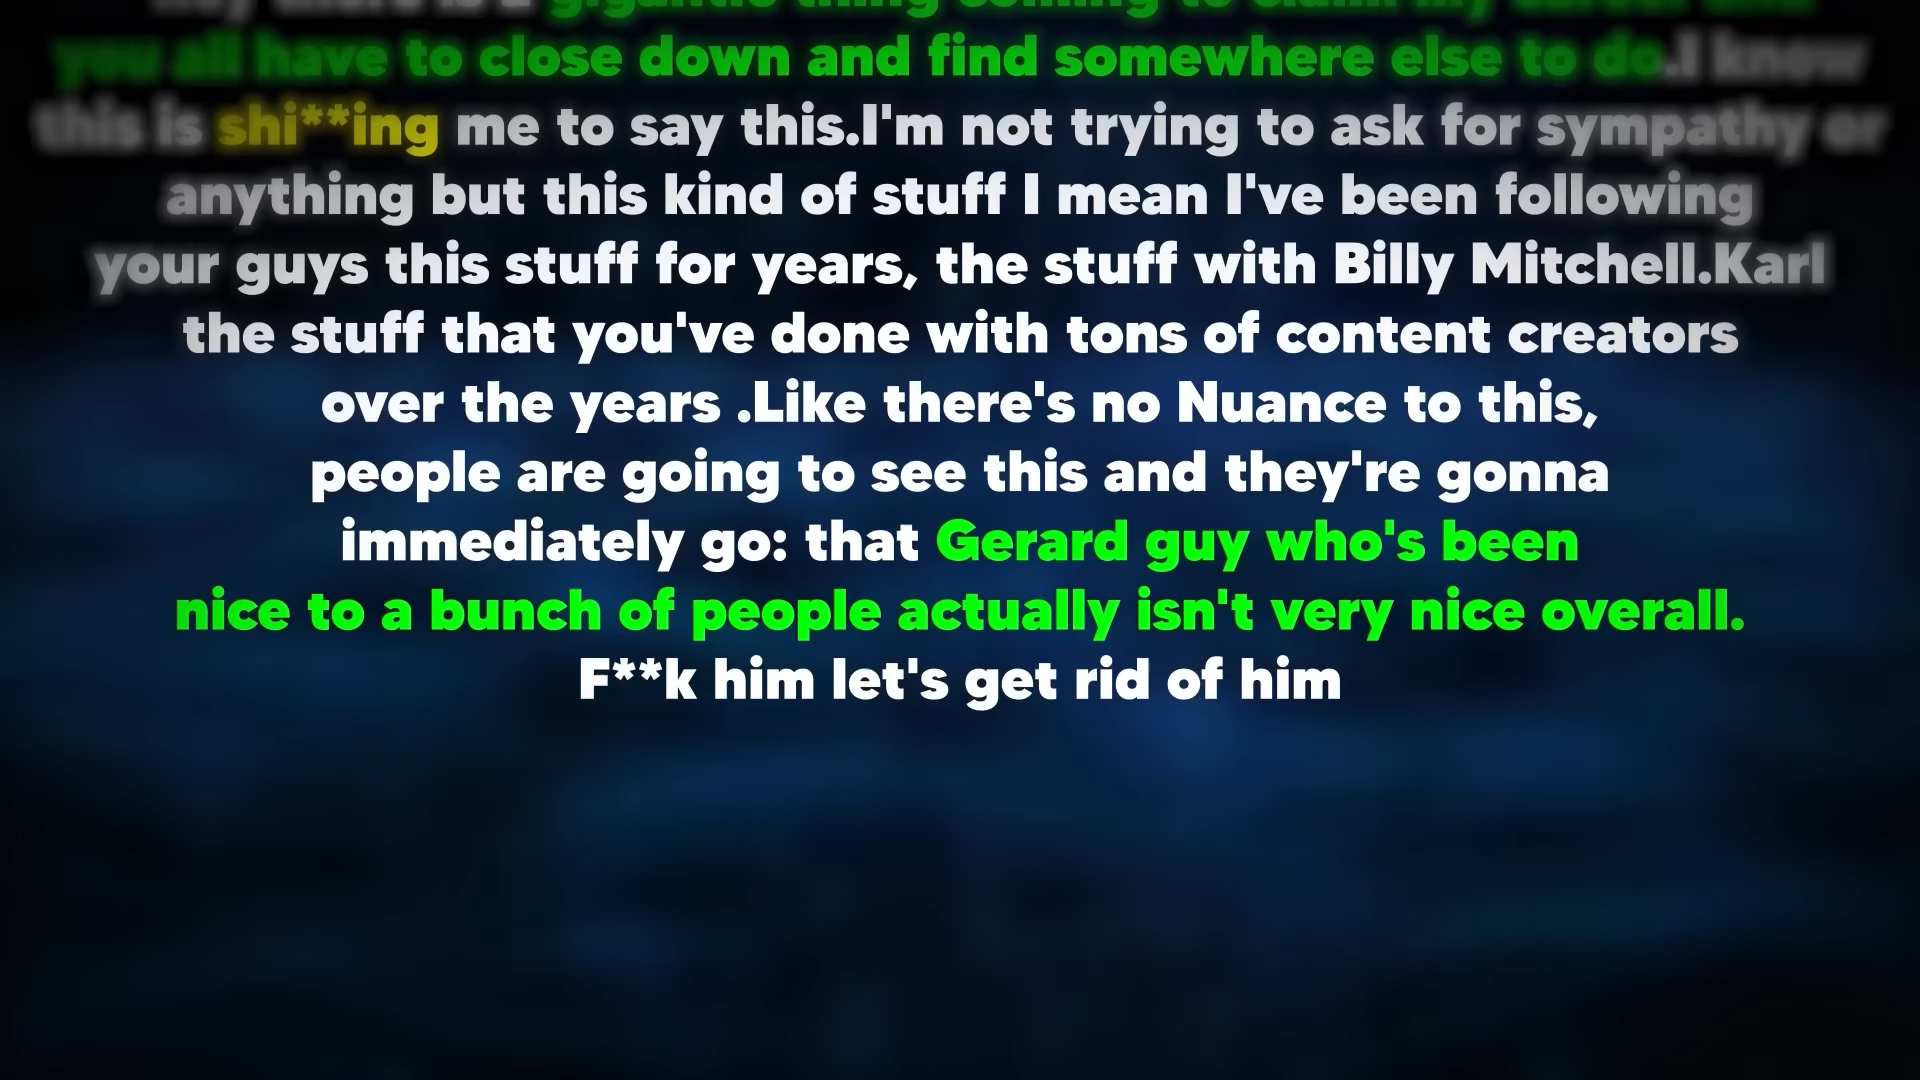 gigantic thing coming to claim my career and
you all have to close down and find somewhere else to do.I know
this is shi**ing me to say this.I'm not trying to ask for sympathy or
anything but this kind of stuff I mean I've been following
your guys this stuff for years, the stuff with Billy Mitchell.Karl
the stuff that you've done with tons of content creators
over the years .Like there's no Nuance to this,
people are going to see this and they're gonna
immediately go: that Gerard guy who's been
nice to a bunch of people actually isn't very nice overall.
F**k him let's get rid of him